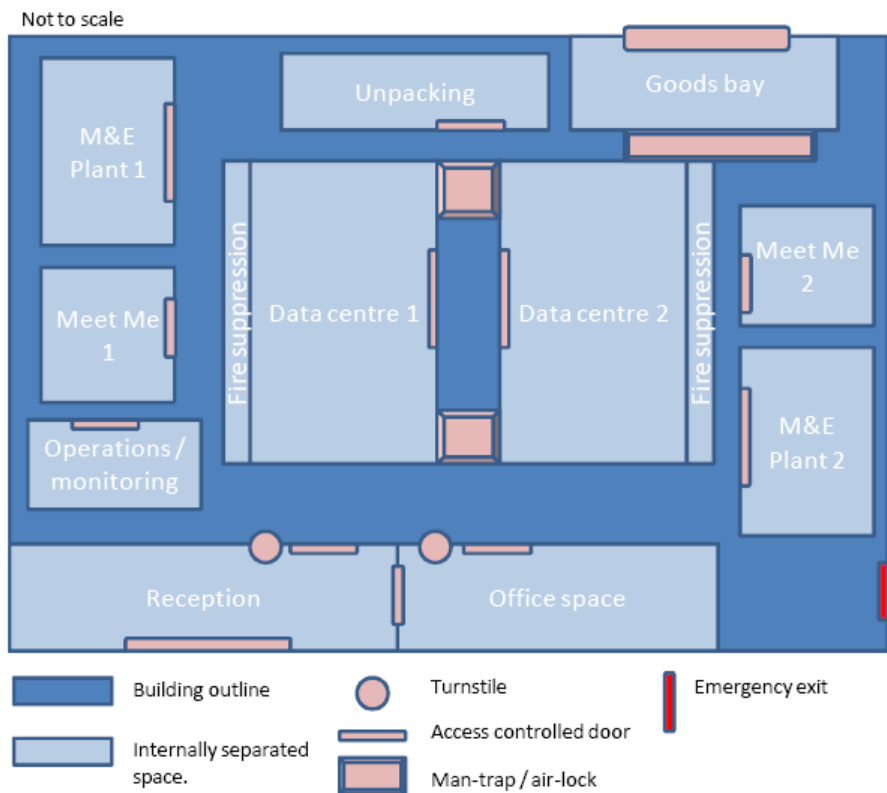 Not to scale
Unpacking
Goods bay
M&E
Plant 1
Fire suppression
Data centre 1
Data centre 2
Fire suppression
Meet Me
2
Meet Me
1
Operations /
monitoring
M&E
Plant 2
Reception
Office space
Building outline
Turnstile
Emergency exit
Internally separated
space.
Access controlled door
Man-trap / air-lock